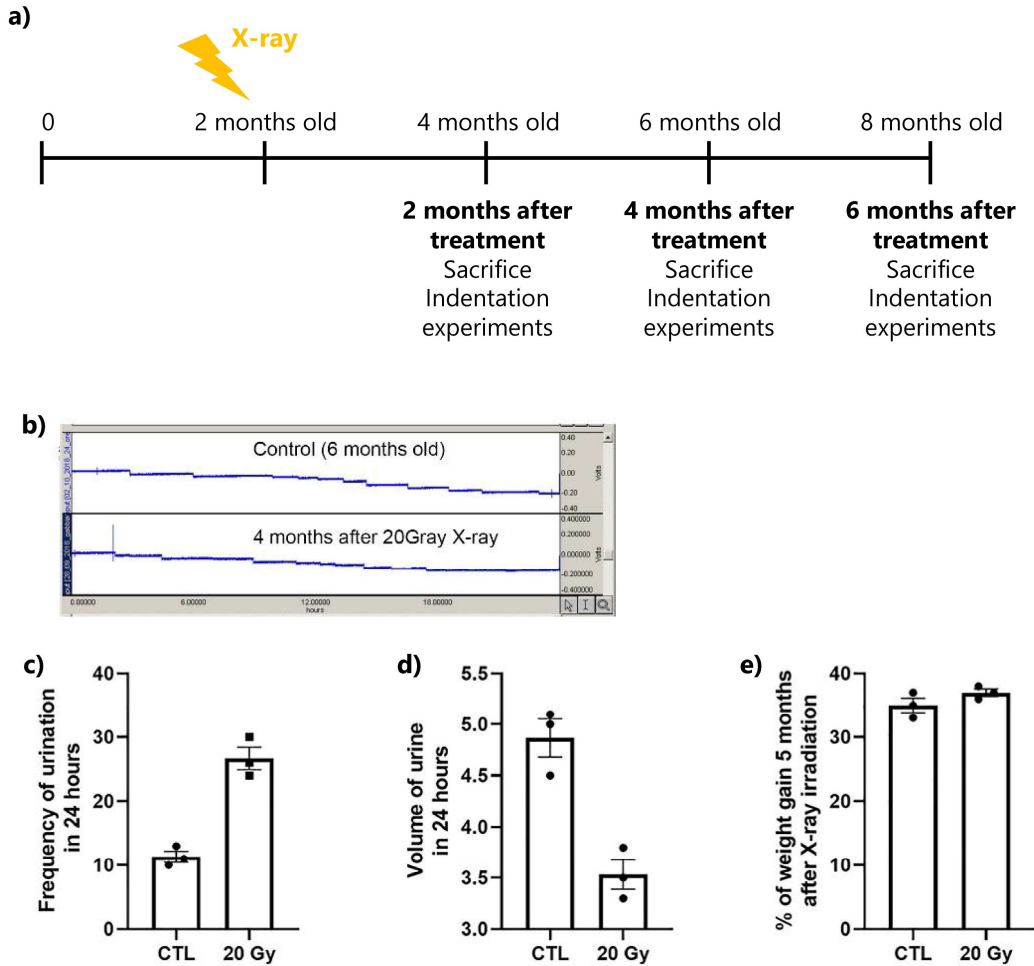 a)
X-ray
0
2 months old
4 months old
6 months old
8 months old
2 months after
treatment
Sacrifice
Indentation
experiments
4 months after
treatment
Sacrifice
Indentation
experiments
6 months after
treatment
Sacrifice
Indentation
experiments
b)
Control (6 months old)
0.40
0.20
0.00
-0.20
-0.40
Volts
4 months after 20Gray X-ray
0.400000
0.200000
0.000000
-0.200000
-0.400000
Volts
0.00000
6.00000
12.00000
18.00000
hours
c)
Frequency of urination
in 24 hours
40
30
20
10
0
CTL
20 Gy
d)
Volume of urine
in 24 hours
5.5
5.0
4.5
4.0
3.5
3.0
CTL
20 Gy
e)
% of weight gain 5 months
after X-ray irradiation
40
30
20
10
0
CTL
20 Gy